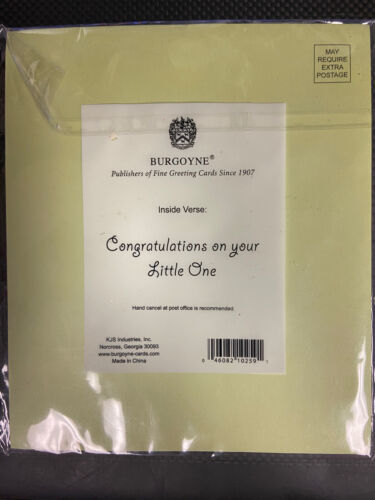 MAY
REQUIRE
EXTRA
POSTAGE
BURGOYNE®
Publishers of Fine Greeting Cards Since 1907
Inside Verse:
Congratulations on your
Little One
Hand cancel at post office is recommended.
KJS Industries, Inc.
Norcross, Georgia 30093
www.burgoyne-cards.com
Made in China
0 46082 10259 1